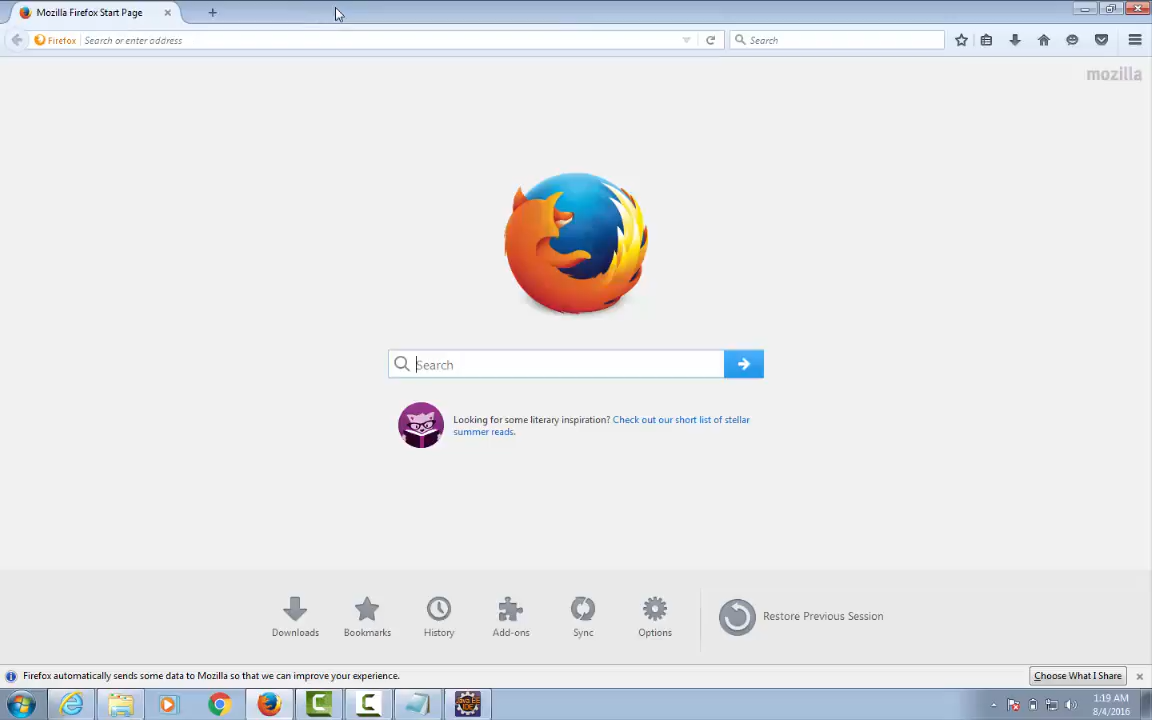 Mozilla Firefox Start Page
Firefox
Search or enter address
Search
mozilla
Search
Looking for some literary inspiration? Check out our short list of stellar
summer reads.
Downloads
Bookmarks
History
Add-ons
Sync
Options
Restore Previous Session
Firefox automatically sends some data to Mozilla so that we can improve your experience.
Choose What I Share
Java EE
IDE
1:19 AM
8/4/2016